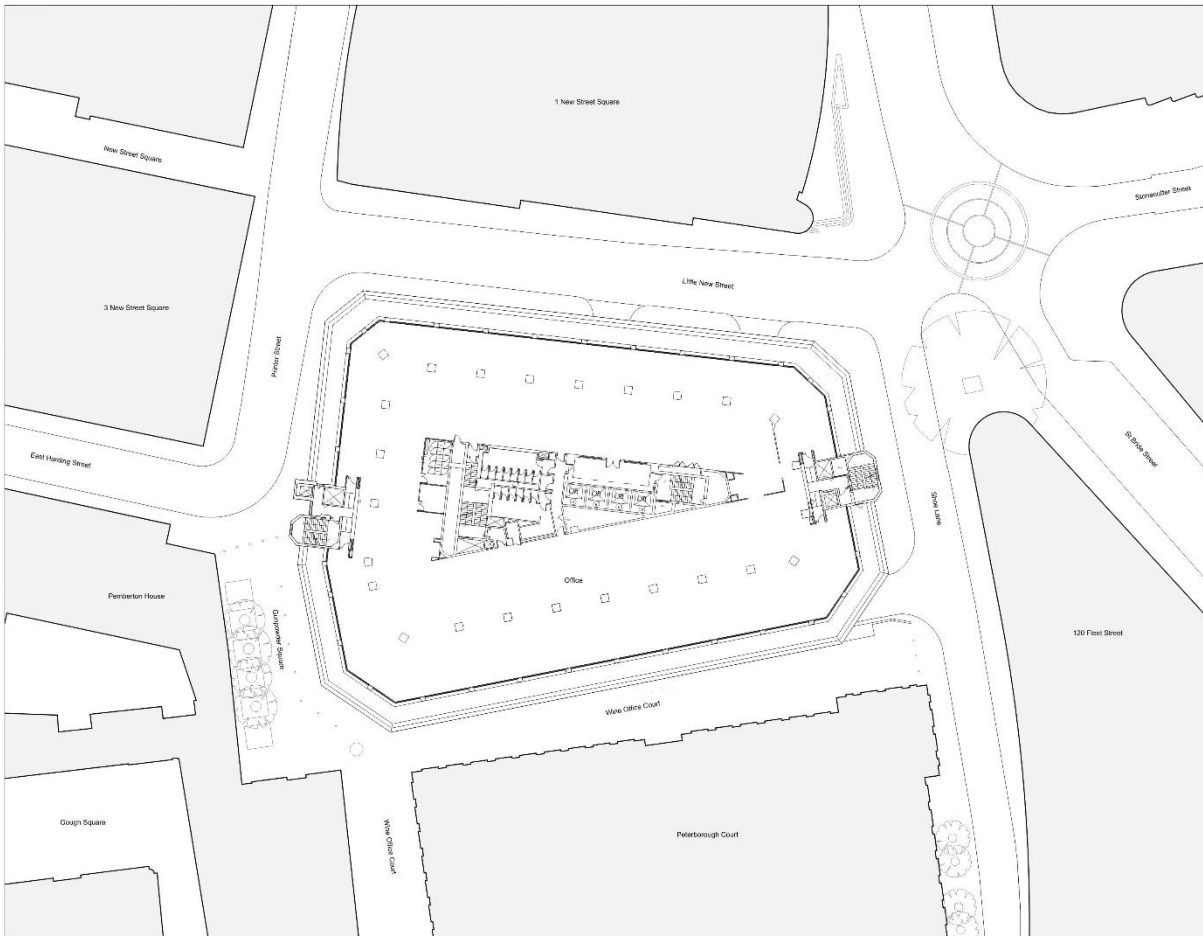 1 New Street Square
New Street Square
Stonecutter Street
Little New Street
3 New Street Square
Printer Street
St Bride Street
East Harding Street
Shoe Lane
Office
Pemberton House
Gunpowder Square
120 Fleet Street
Wine Office Court
Gough Square
Wine Office Court
Peterborough Court